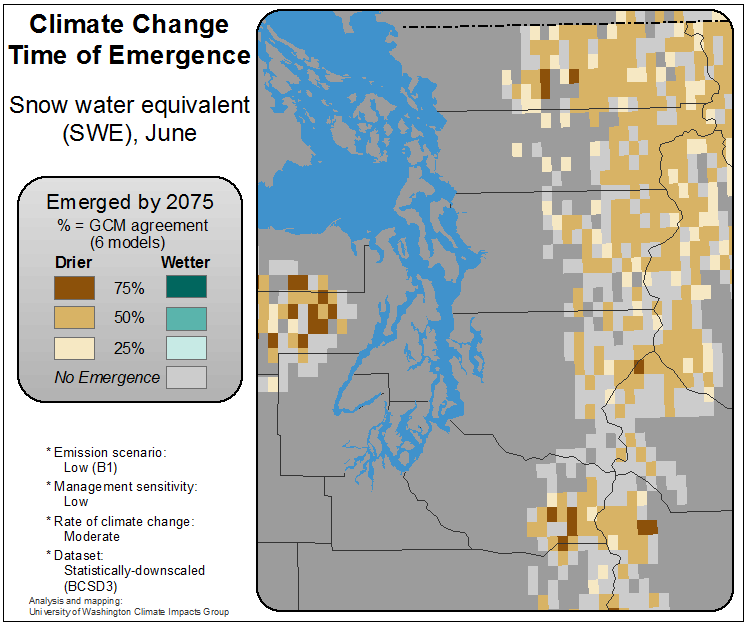 Climate Change
Time of Emergence
Snow water equivalent
(SWE), June
Emerged by 2075
% = GCM agreement
(6 models)
Drier Wetter
75%
50%
25%
No Emergence
* Emission scenario:
Low (B1)
* Management sensitivity:
Low
* Rate of climate change:
Moderate
* Dataset:
Statistically-downscaled
(BCSD3)
Analysis and mapping:
University of Washington Climate Impacts Group